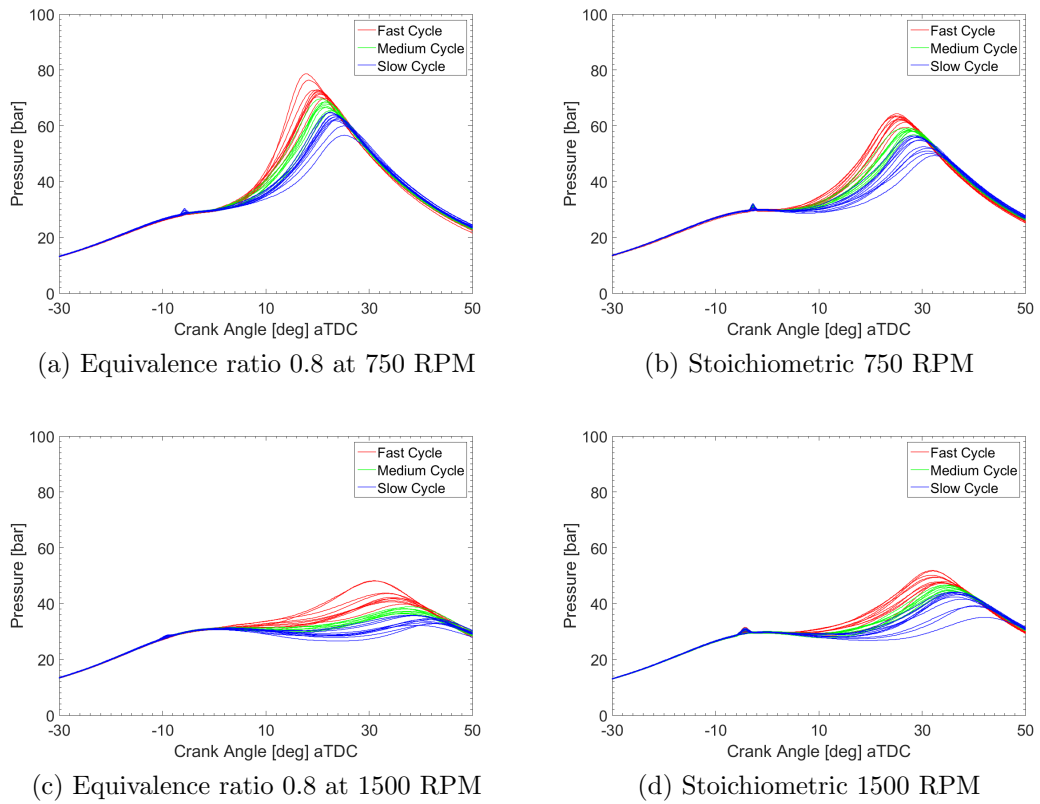 100
80
60
40
20
0
Pressure [bar]
-30 -10 10 30 50
Crank Angle [deg] aTDC
Fast Cycle
Medium Cycle
Slow Cycle
(a) Equivalence ratio 0.8 at 750 RPM
100
80
60
40
20
0
Pressure [bar]
-30 -10 10 30 50
Crank Angle [deg] aTDC
Fast Cycle
Medium Cycle
Slow Cycle
(b) Stoichiometric 750 RPM
100
80
60
40
20
0
Pressure [bar]
-30 -10 10 30 50
Crank Angle [deg] aTDC
Fast Cycle
Medium Cycle
Slow Cycle
(c) Equivalence ratio 0.8 at 1500 RPM
100
80
60
40
20
0
Pressure [bar]
-30 -10 10 30 50
Crank Angle [deg] aTDC
Fast Cycle
Medium Cycle
Slow Cycle
(d) Stoichiometric 1500 RPM